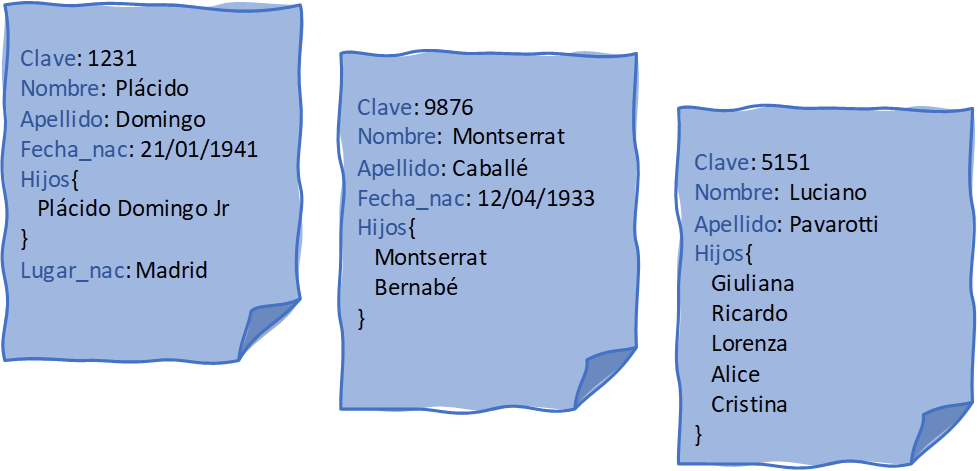 Clave: 1231
Nombre: Plácido
Apellido: Domingo
Fecha_nac: 21/01/1941
Hijos{
Plácido Domingo Jr
}
Lugar_nac: Madrid
Clave: 9876
Nombre: Montserrat
Apellido: Caballé
Fecha_nac: 12/04/1933
Hijos{
Montserrat
Bernabé
}
Clave: 5151
Nombre: Luciano
Apellido: Pavarotti
Hijos{
Giuliana
Ricardo
Lorenza
Alice
Cristina
}